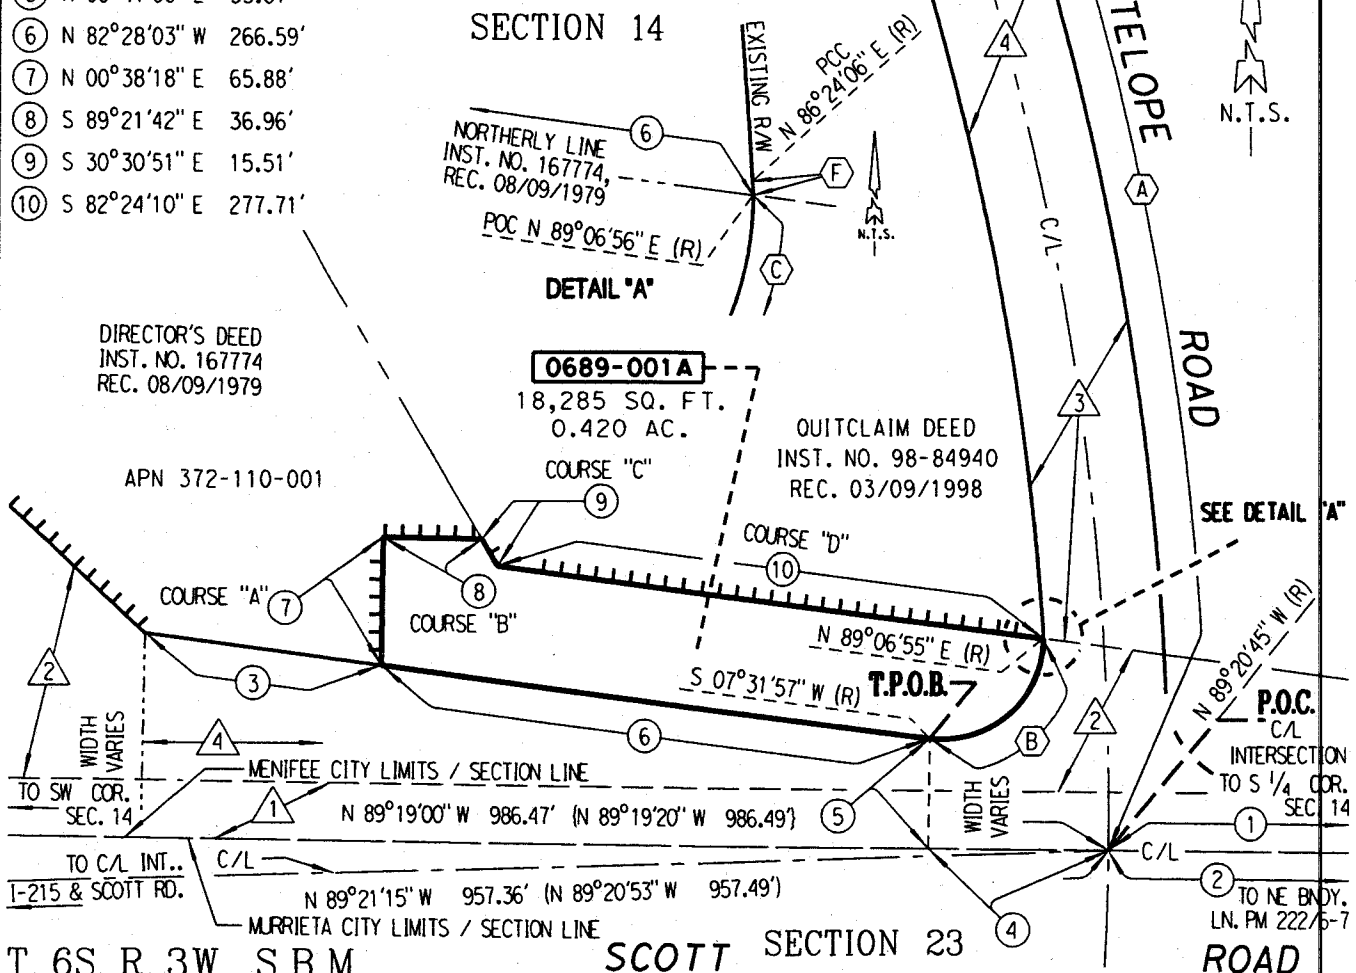 6 N 82°28'03" W 266.59'
7 N 00°38'18" E 65.88'
8 S 89°21'42" E 36.96'
9 S 30°30'51" E 15.51'
10 S 82°24'10" E 277.71'
SECTION 14
EXISTING R/W
PCC
N 86°24'06" E (R)
6
NORTHERLY LINE
INST. NO. 167774,
REC. 08/09/1979
F
POC N 89°06'56" E (R)
C
N.T.S.
DETAIL "A"
4
TELOPE
N.T.S.
A
C/L
ROAD
3
DIRECTOR'S DEED
INST. NO. 167774
REC. 08/09/1979
0689-001A
18,285 SQ. FT.
0.420 AC.
QUITCLAIM DEED
INST. NO. 98-84940
REC. 03/09/1998
APN 372-110-001
COURSE "C"
9
SEE DETAIL "A"
COURSE "D"
10
COURSE "A"
7
8
COURSE "B"
N 89°06'55" E (R)
N 89°20'45" W (R)
2
3
S 07°31'57" W (R)
T.P.O.B.
P.O.C.
C/L
INTERSECTION
TO S 1/4 COR.
SEC. 14
2
B
WIDTH
VARIES
4
6
MENIFEE CITY LIMITS / SECTION LINE
TO SW COR.
SEC. 14
1
N 89°19'00" W 986.47' (N 89°19'20" W 986.49')
5
WIDTH
VARIES
1
TO C/L INT..
I-215 & SCOTT RD.
C/L
C/L
N 89°21'15" W 957.36' (N 89°20'53" W 957.49')
2
TO NE BNDY.
LN. PM 222/6-7
MURRIETA CITY LIMITS / SECTION LINE
4
T. 6S. R. 3W. S.B.M.
SCOTT
SECTION 23
ROAD